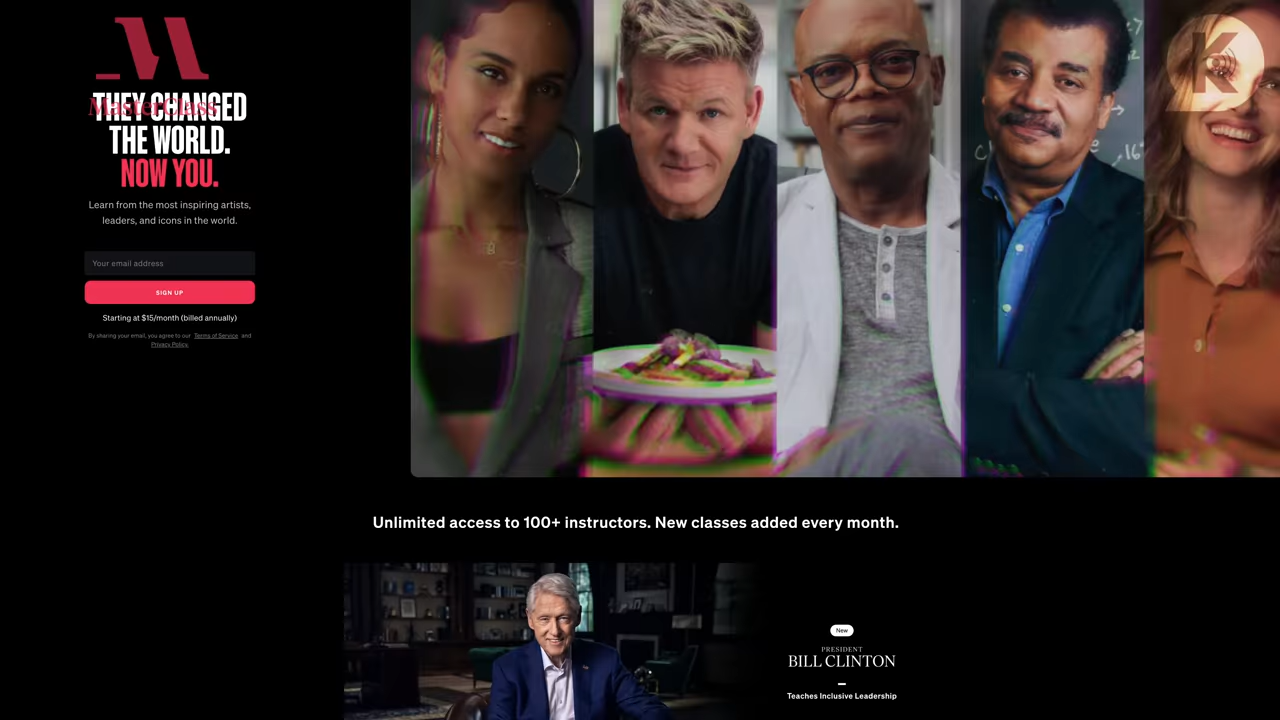 MasterClass
THEY CHANGED
THE WORLD.
NOW YOU.
Learn from the most inspiring artists,
leaders, and icons in the world.
Your email address
SIGN UP
Starting at $15/month (billed annually)
By sharing your email, you agree to our Terms of Service and
Privacy Policy.
K
Unlimited access to 100+ instructors. New classes added every month.
New
PRESIDENT
BILL CLINTON
Teaches Inclusive Leadership